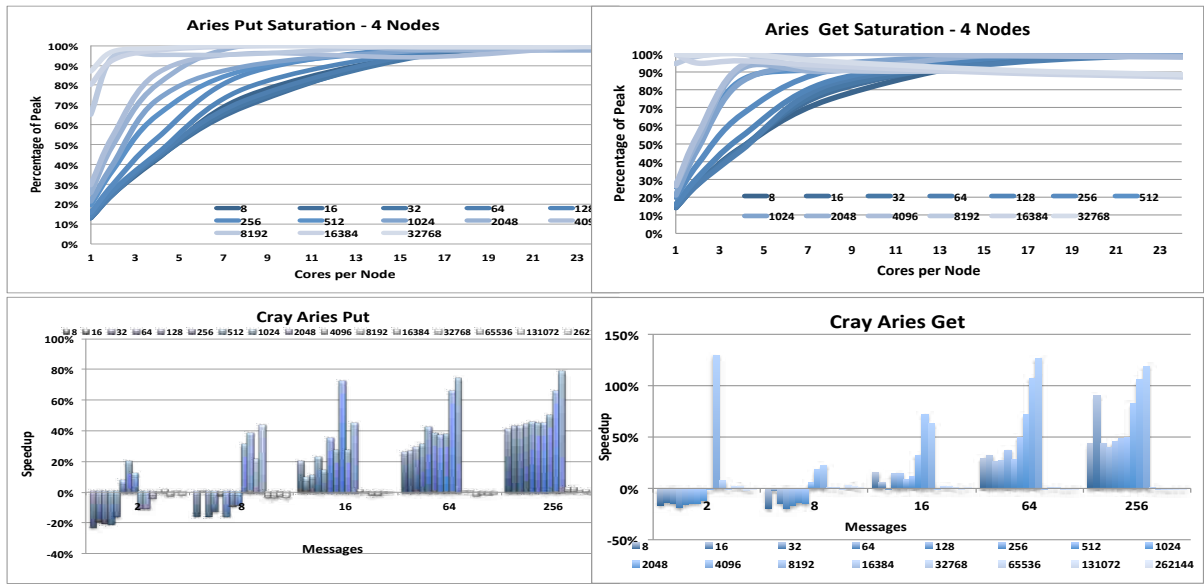 Aries Put Saturation - 4 Nodes
Percentage of Peak
100%
90%
80%
70%
60%
50%
40%
30%
20%
10%
0%
8 16 32 64 128
256 512 1024 2048 409
8192 16384 32768
1 3 5 7 9 11 13 15 17 19 21 23
Cores per Node
Aries Get Saturation - 4 Nodes
Percentage of Peak
100%
90%
80%
70%
60%
50%
40%
30%
20%
10%
0%
8 16 32 64 128 256 512
1024 2048 4096 8192 16384 32768
1 3 5 7 9 11 13 15 17 19 21 23
Cores per Node
Cray Aries Put
8 16 32 64 128 256 512 1024 2048 4096 8192 16384 32768 65536 131072 262
Speedup
100%
80%
60%
40%
20%
0%
-20%
-40%
2 8 16 64 256
Messages
Cray Aries Get
Speedup
150%
100%
50%
0%
-50%
2 8 16 64 256
Messages
8 16 32 64 128 256 512 1024
2048 4096 8192 16384 32768 65536 131072 262144